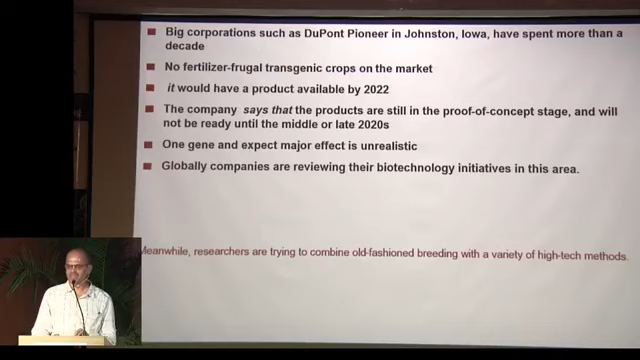 Big corporations such as DuPont Pioneer in Johnston, Iowa, have spent more than a
decade
No fertilizer-frugal transgenic crops on the market
it would have a product available by 2022
The company says that the products are still in the proof-of-concept stage, and will
not be ready until the middle or late 2020s
One gene and expect major effect is unrealistic
Globally companies are reviewing their biotechnology initiatives in this area.
Meanwhile, researchers are trying to combine old-fashioned breeding with a variety of high-tech methods.